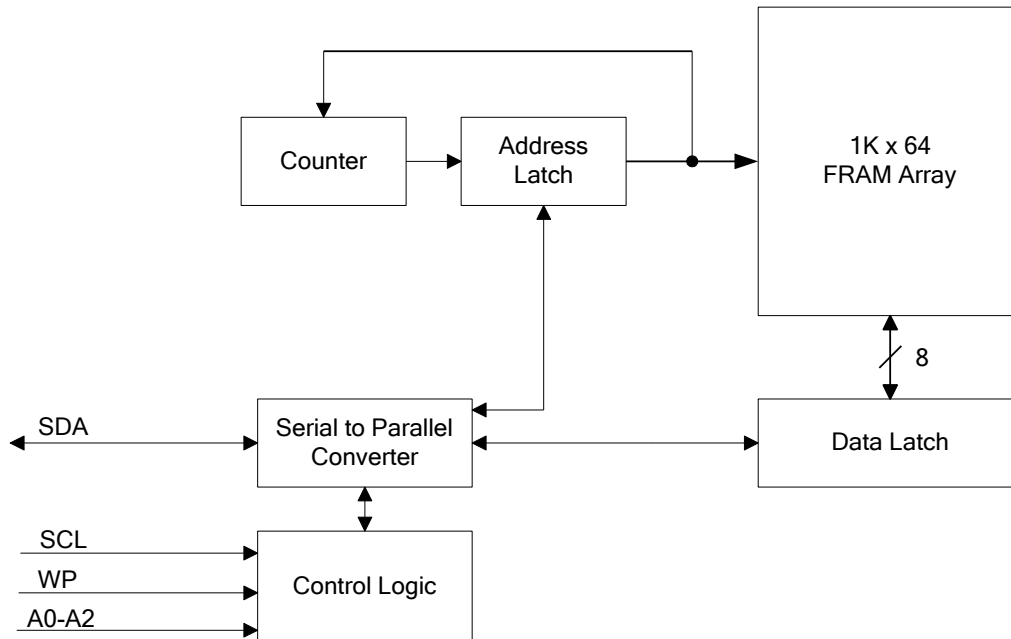 Counter
Address
Latch
1K x 64
FRAM Array
8
SDA
Serial to Parallel
Converter
Data Latch
SCL
WP
A0-A2
Control Logic